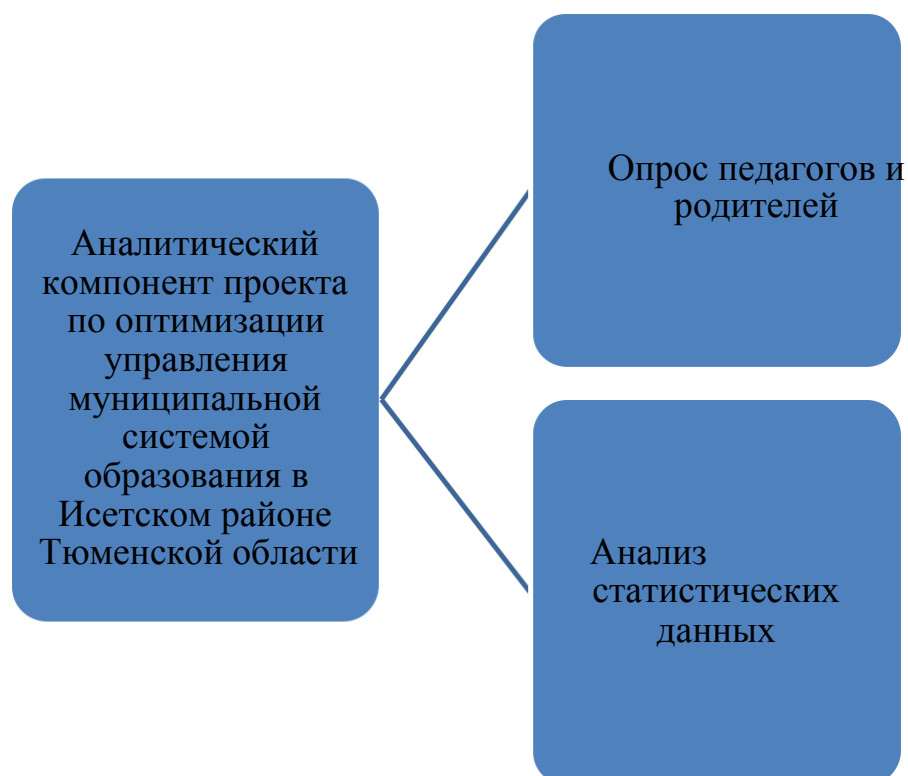 Аналитический
компонент проекта
по оптимизации
управления
муниципальной
системой
образования в
Исетском районе
Тюменской области
Опрос педагогов и
родителей
Анализ
статистических
данных